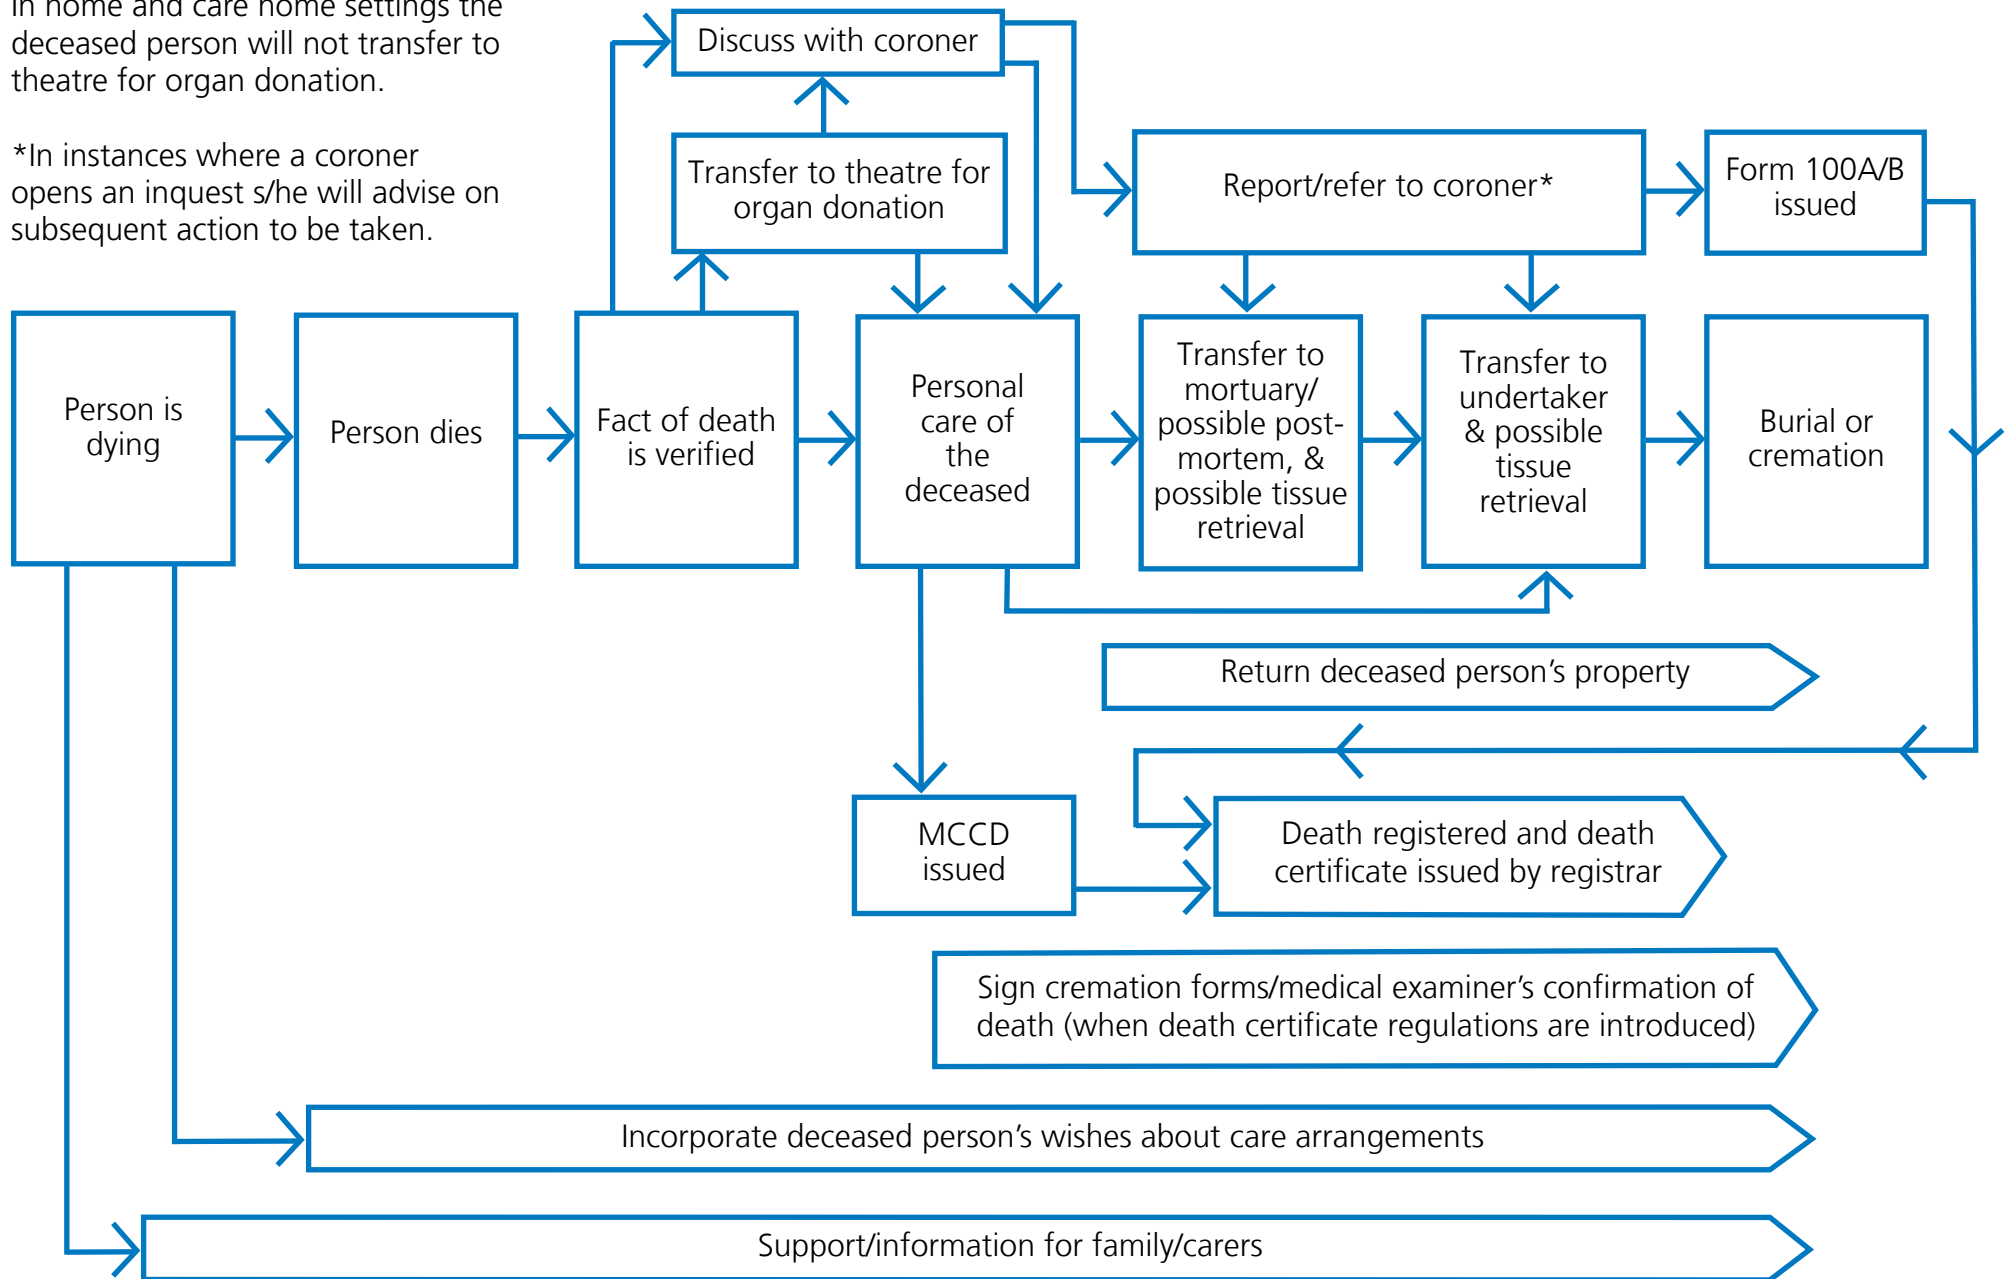 In home and care home settings the
deceased person will not transfer to
theatre for organ donation.
*In instances where a coroner
opens an inquest s/he will advise on
subsequent action to be taken.
Discuss with coroner
Transfer to theatre for
organ donation
Report/refer to coroner*
Form 100A/B
issued
Person is
dying
Person dies
Fact of death
is verified
Personal
care of
the
deceased
Transfer to
mortuary/
possible post-
mortem, &
possible tissue
retrieval
Transfer to
undertaker
& possible
tissue
retrieval
Burial or
cremation
Return deceased person’s property
MCCD
issued
Death registered and death
certificate issued by registrar
Sign cremation forms/medical examiner’s confirmation of
death (when death certificate regulations are introduced)
Incorporate deceased person’s wishes about care arrangements
Support/information for family/carers